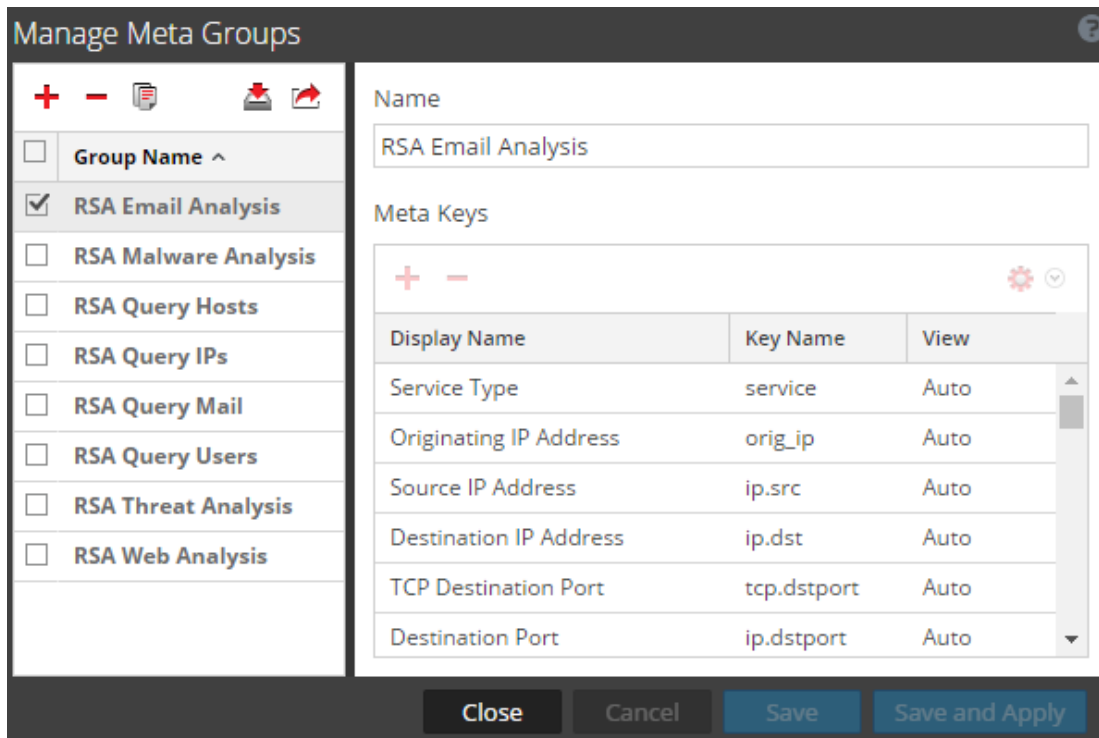 Manage Meta Groups
?
Group Name
RSA Email Analysis
RSA Malware Analysis
RSA Query Hosts
RSA Query IPs
RSA Query Mail
RSA Query Users
RSA Threat Analysis
RSA Web Analysis
Name
RSA Email Analysis
Meta Keys
Display Name Key Name View
Service Type service Auto
Originating IP Address orig_ip Auto
Source IP Address ip.src Auto
Destination IP Address ip.dst Auto
TCP Destination Port tcp.dstport Auto
Destination Port ip.dstport Auto
Close Cancel Save Save and Apply